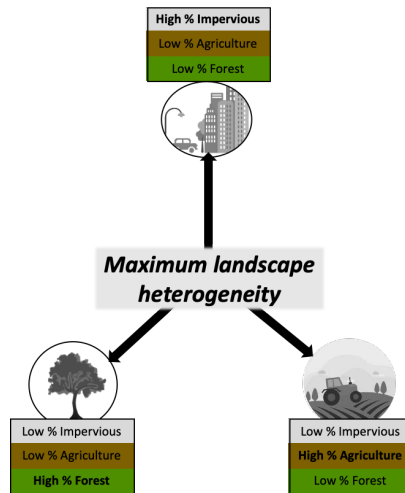 High % Impervious
Low % Agriculture
Low % Forest
Maximum landscape
heterogeneity
Low % Impervious
Low % Agriculture
High % Forest
Low % Impervious
High % Agriculture
Low % Forest